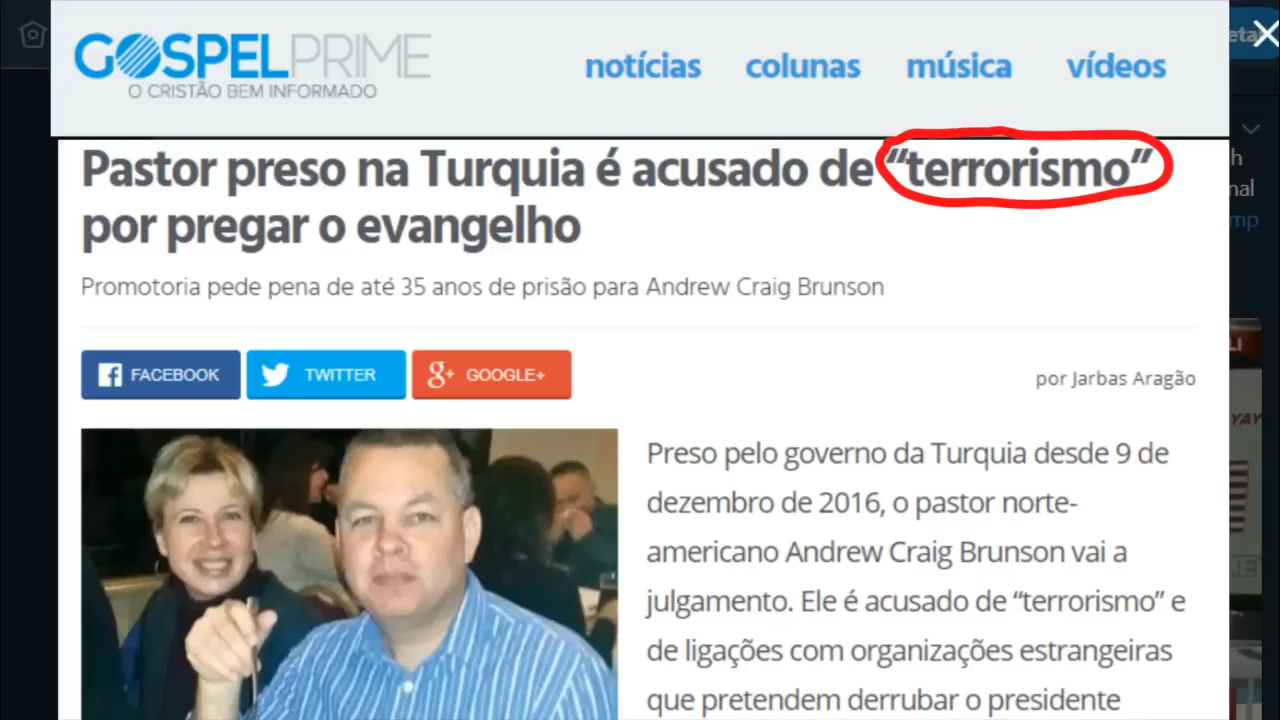 GOSPELPRIME
O CRISTÃO BEM INFORMADO
notícias colunas música vídeos
Pastor preso na Turquia é acusado de “terrorismo”
por pregar o evangelho
Promotoria pede pena de até 35 anos de prisão para Andrew Craig Brunson
FACEBOOK TWITTER g+ GOOGLE+
por Jarbas Aragão
Preso pelo governo da Turquia desde 9 de
dezembro de 2016, o pastor norte-
americano Andrew Craig Brunson vai a
julgamento. Ele é acusado de “terrorismo” e
de ligações com organizações estrangeiras
que pretendem derrubar o presidente